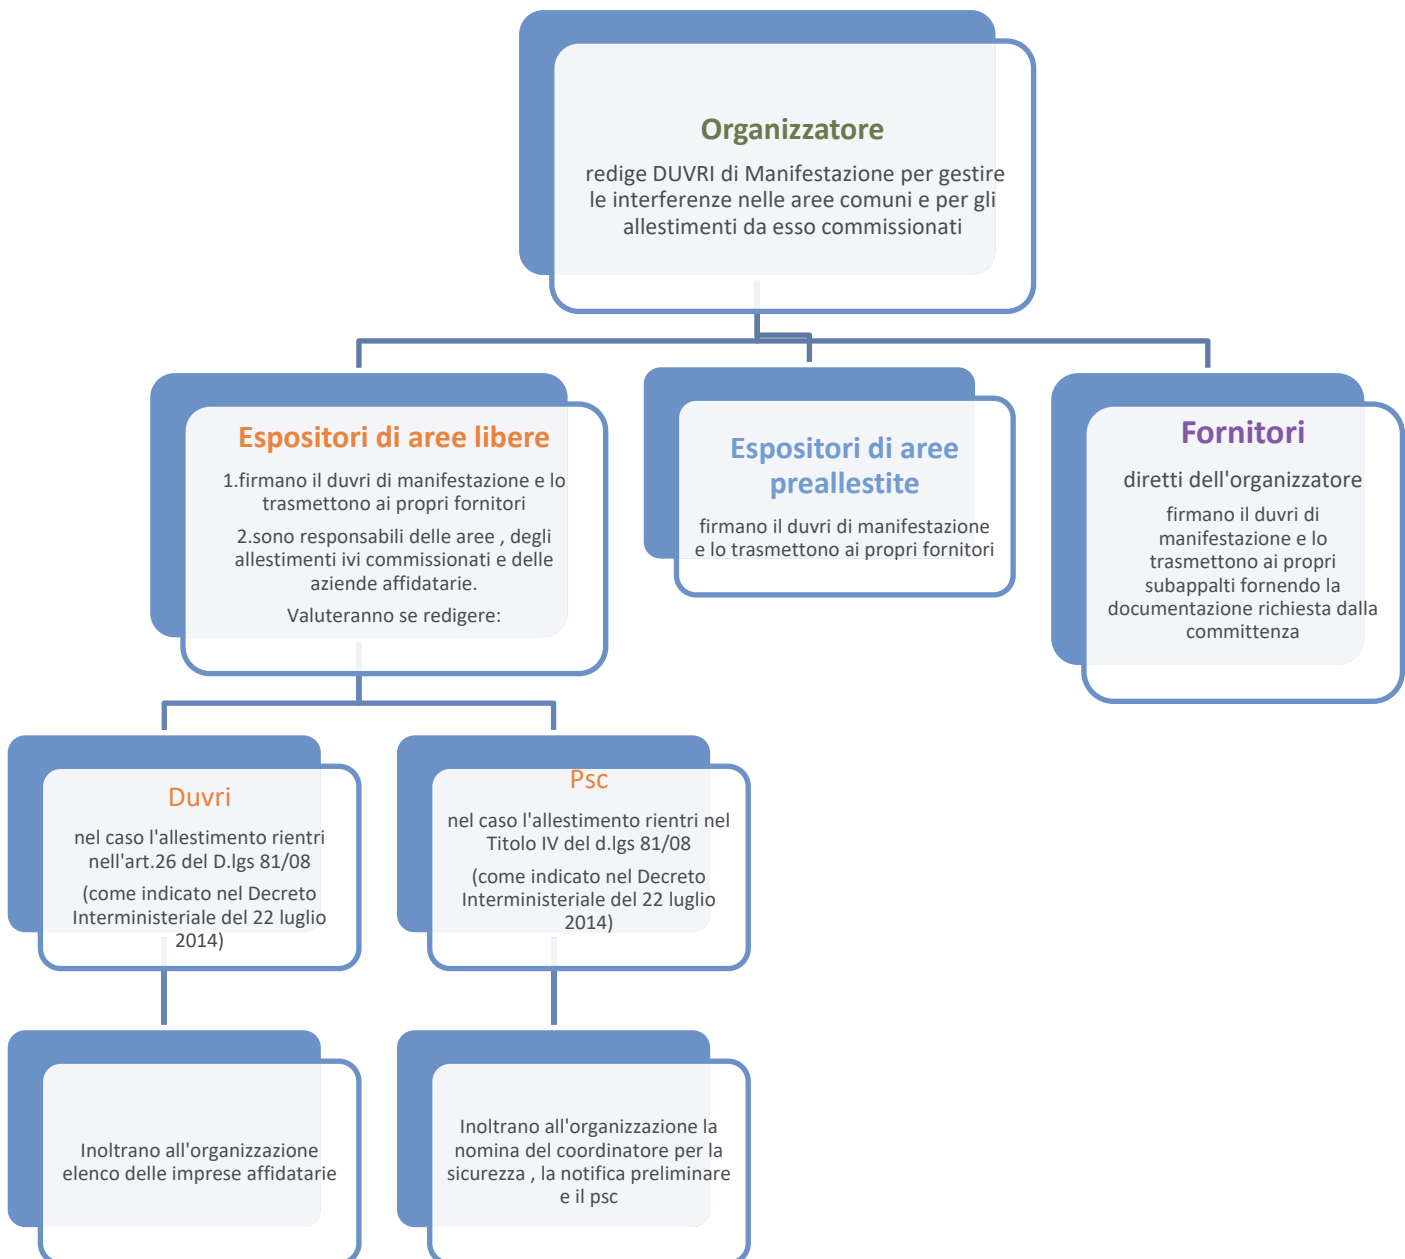 Organizzatore
redige DUVRI di Manifestazione per gestire
le interferenze nelle aree comuni e per gli
allestimenti da esso commissionati
Espositori di aree libere
1.firmano il duvri di manifestazione e lo
trasmettono ai propri fornitori
2.sono responsabili delle aree , degli
allestimenti ivi commissionati e delle
aziende affidatarie.
Valuteranno se redigere:
Espositori di aree
preallestite
firmano il duvri di manifestazione
e lo trasmettono ai propri fornitori
Fornitori
diretti dell'organizzatore
firmano il duvri di
manifestazione e lo
trasmettono ai propri
subappalti fornendo la
documentazione richiesta dalla
committenza
Duvri
nel caso l'allestimento rientri
nell'art.26 del D.lgs 81/08
(come indicato nel Decreto
Interministeriale del 22 luglio
2014)
Psc
nel caso l'allestimento rientri nel
Titolo IV del d.lgs 81/08
(come indicato nel Decreto
Interministeriale del 22 luglio
2014)
Inoltrano all'organizzazione
elenco delle imprese affidatarie
Inoltrano all'organizzazione la
nomina del coordinatore per la
sicurezza , la notifica preliminare
e il psc